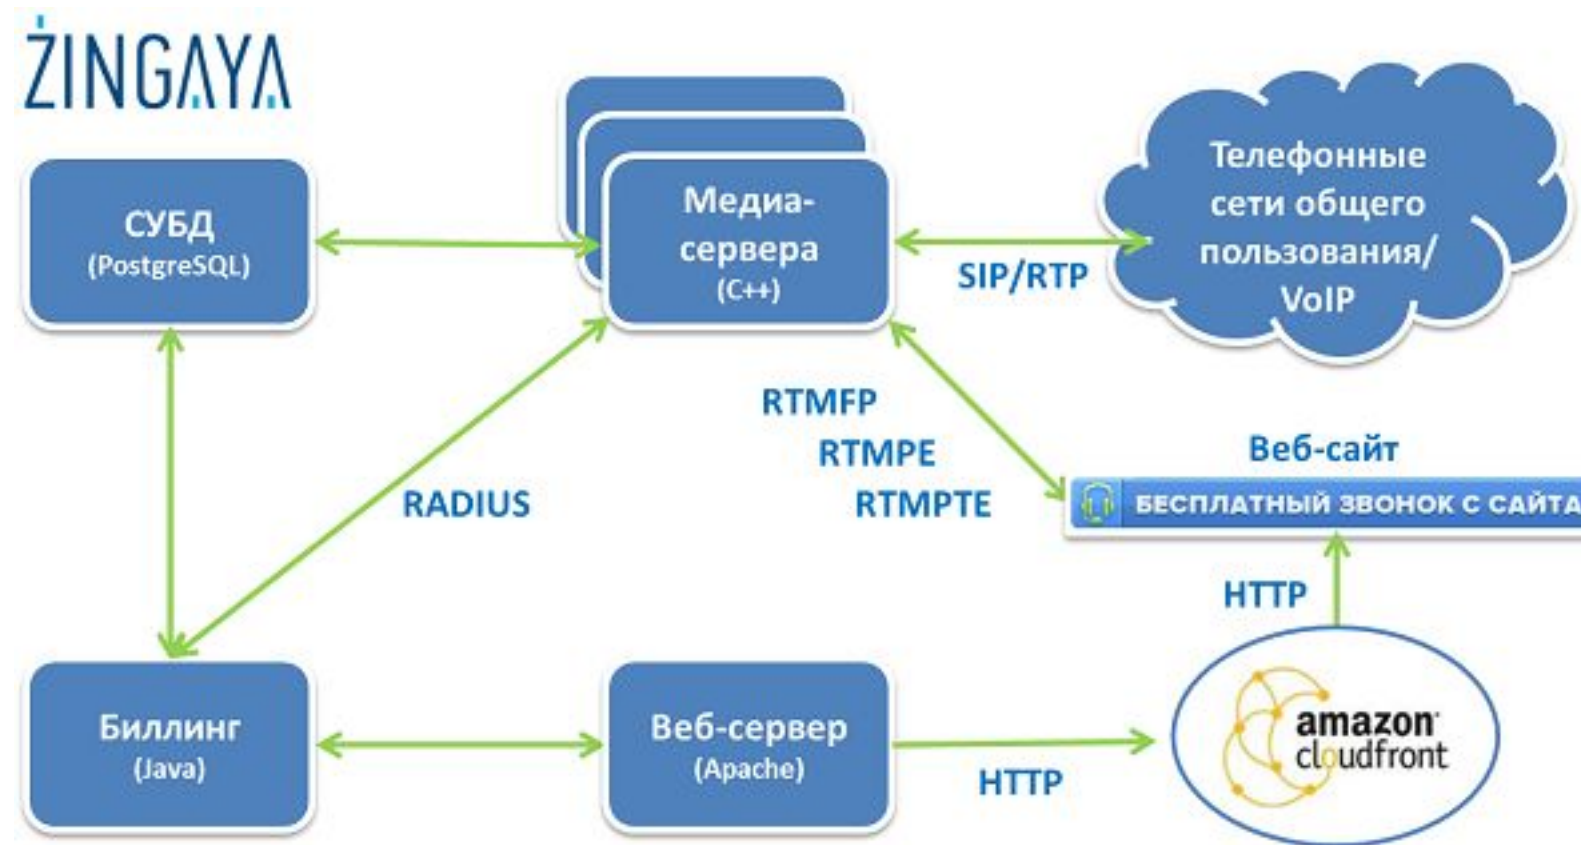 ZINGAYA
СУБД
(PostgreSQL)
Медиа-
сервера
(C++)
Телефонные
сети общего
пользования/
VoIP
SIP/RTP
RTMFP
RTMPE
RTMPTE
RADIUS
Веб-сайт
БЕСПЛАТНЫЙ ЗВОНОК С САЙТА
HTTP
Биллинг
(Java)
Веб-сервер
(Apache)
HTTP
amazon
cloudfront